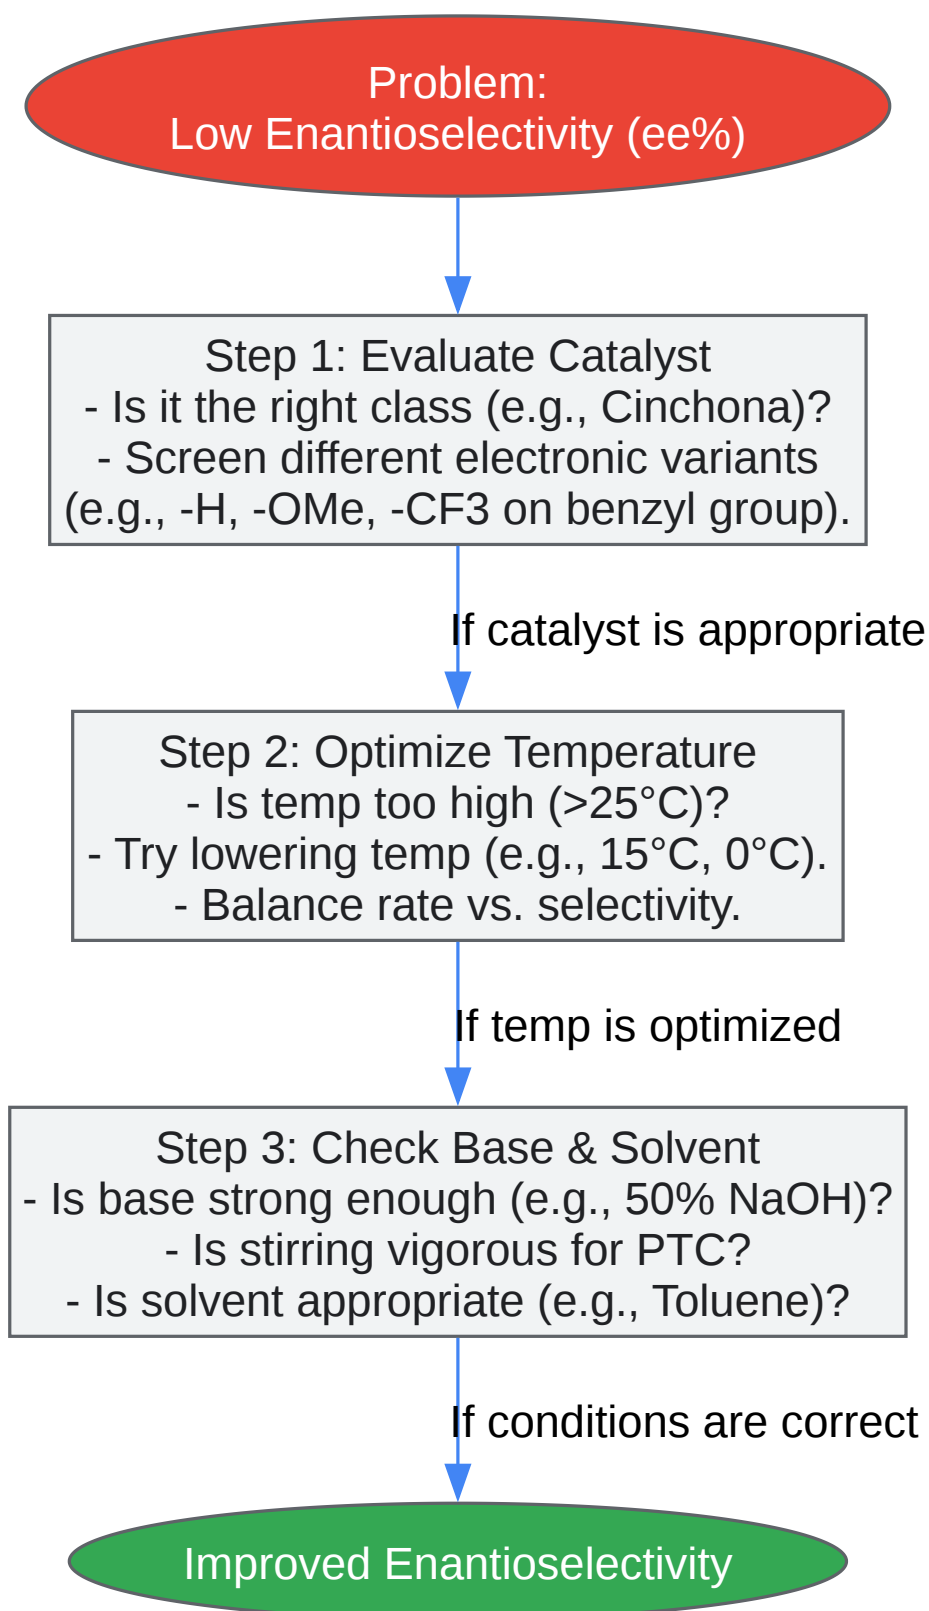 Problem:
Low Enantioselectivity (ee%)
Step 1: Evaluate Catalyst
- Is it the right class (e.g., Cinchona)?
- Screen different electronic variants
(e.g., -H, -OMe, -CF3 on benzyl group).
If catalyst is appropriate
Step 2: Optimize Temperature
- Is temp too high (>25°C)?
- Try lowering temp (e.g., 15°C, 0°C).
- Balance rate vs. selectivity.
If temp is optimized
Step 3: Check Base & Solvent
- Is base strong enough (e.g., 50% NaOH)?
- Is stirring vigorous for PTC?
- Is solvent appropriate (e.g., Toluene)?
If conditions are correct
Improved Enantioselectivity